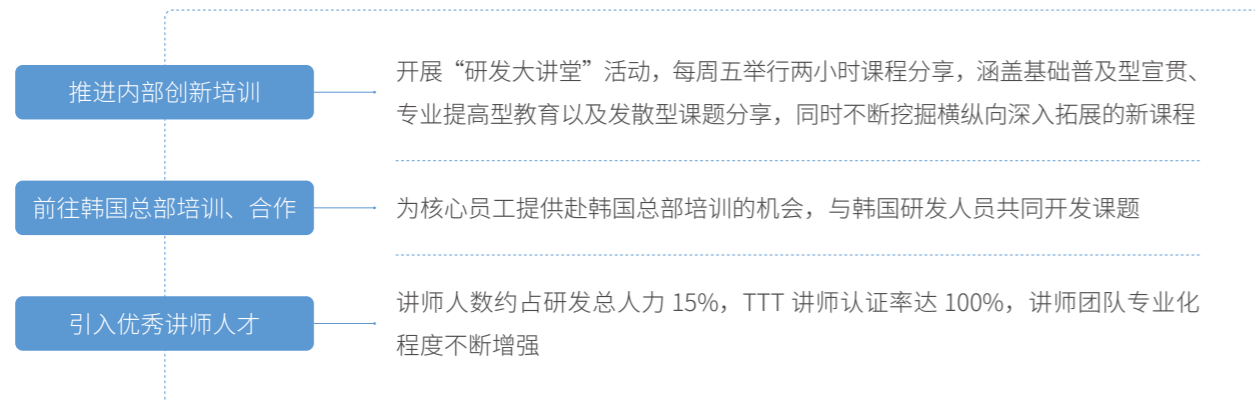 推进内部创新培训
开展“研发大讲堂”活动，每周五举行两小时课程分享，涵盖基础普及型宣贯、
专业提高型教育以及发散型课题分享，同时不断挖掘横纵向深入拓展的新课程
前往韩国总部培训、合作
为核心员工提供赴韩国总部培训的机会，与韩国研发人员共同开发课题
引入优秀讲师人才
讲师人数约占研发总人力 15%，TTT 讲师认证率达 100%，讲师团队专业化
程度不断增强